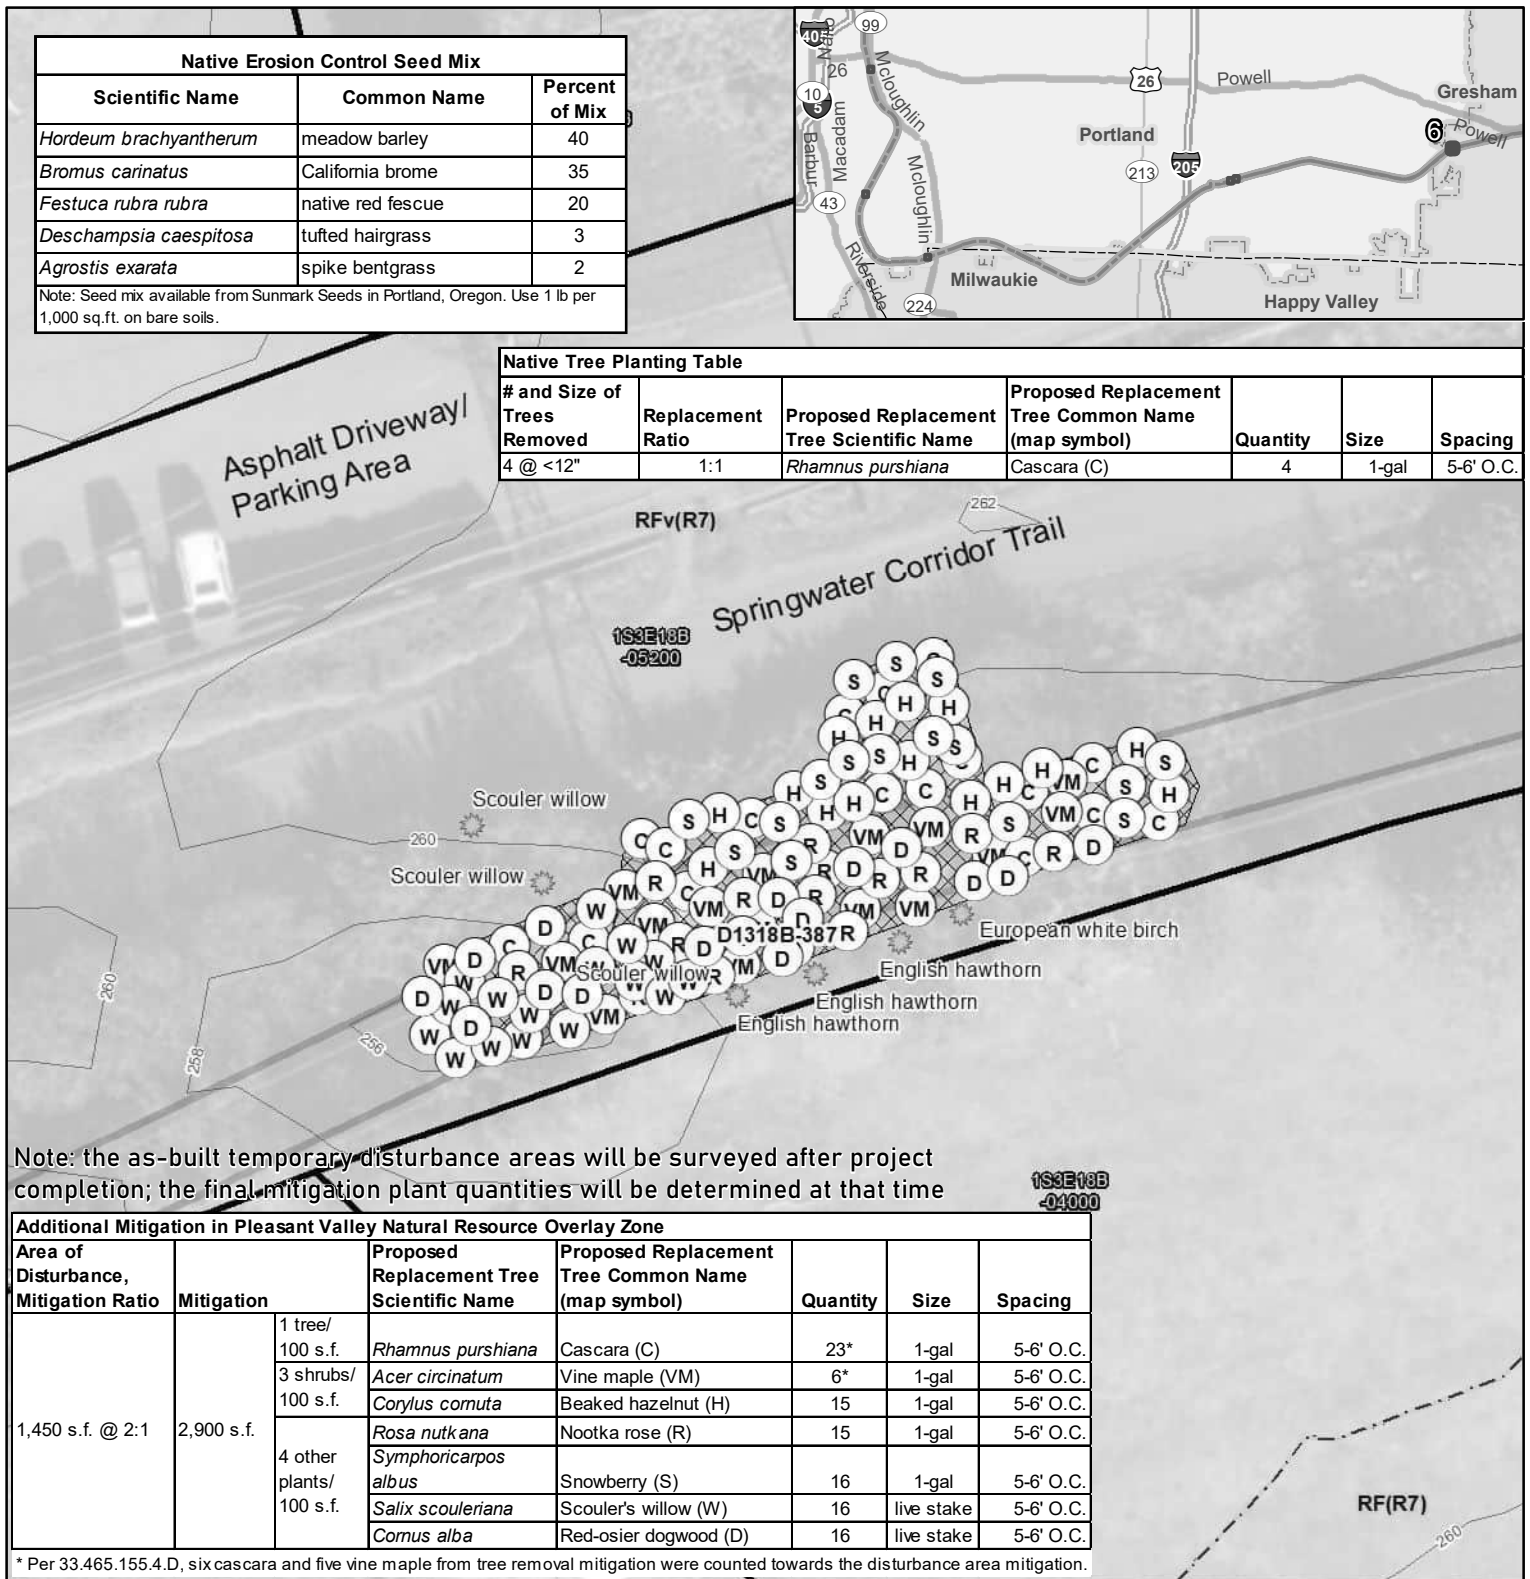 Native Erosion Control Seed Mix
Scientific Name Common Name Percent of Mix
Hordeum brachyantherum meadow barley 40
Bromus carinatus California brome 35
Festuca rubra rubra native red fescue 20
Deschampsia caespitosa tufted hairgrass 3
Agrostis exarata spike bentgrass 2
Note: Seed mix available from Sunmark Seeds in Portland, Oregon. Use 1 lb per
1,000 sq.ft. on bare soils.
405
99
26
10
5
Barbur
Macadam
Mcloughlin
Mcloughlin
43
Riverside
224
Milwaukie
Portland
213
205
26
Powell
Gresham
6
Powell
Happy Valley
Native Tree Planting Table
# and Size of Trees Removed Replacement Ratio Proposed Replacement Tree Scientific Name Proposed Replacement Tree Common Name (map symbol) Quantity Size Spacing
4 @ <12" 1:1 Rhamnus purshiana Cascara (C) 4 1-gal 5-6' O.C.
Asphalt Driveway/
Parking Area
RFv(R7)
262
Springwater Corridor Trail
1S3E18B
-05200
Scouler willow
260
Scouler willow
D1318B-387
Scouler willow
European white birch
English hawthorn
English hawthorn
English hawthorn
260
258
256
Note: the as-built temporary disturbance areas will be surveyed after project
completion; the final mitigation plant quantities will be determined at that time
1S3E18B
-04000
Additional Mitigation in Pleasant Valley Natural Resource Overlay Zone
Area of Disturbance, Mitigation Ratio Mitigation Proposed Replacement Tree Scientific Name Proposed Replacement Tree Common Name (map symbol) Quantity Size Spacing
1,450 s.f. @ 2:1 2,900 s.f.
1 tree/ 100 s.f. Rhamnus purshiana Cascara (C) 23* 1-gal 5-6' O.C.
3 shrubs/ 100 s.f. Acer circinatum Vine maple (VM) 6* 1-gal 5-6' O.C.
Corylus cornuta Beaked hazelnut (H) 15 1-gal 5-6' O.C.
4 other plants/ 100 s.f. Rosa nutkana Nootka rose (R) 15 1-gal 5-6' O.C.
Symphoricarpos albus Snowberry (S) 16 1-gal 5-6' O.C.
Salix scouleriana Scouler's willow (W) 16 live stake 5-6' O.C.
Cornus alba Red-osier dogwood (D) 16 live stake 5-6' O.C.
* Per 33.465.155.4.D, six cascara and five vine maple from tree removal mitigation were counted towards the disturbance area mitigation.
RF(R7)
260